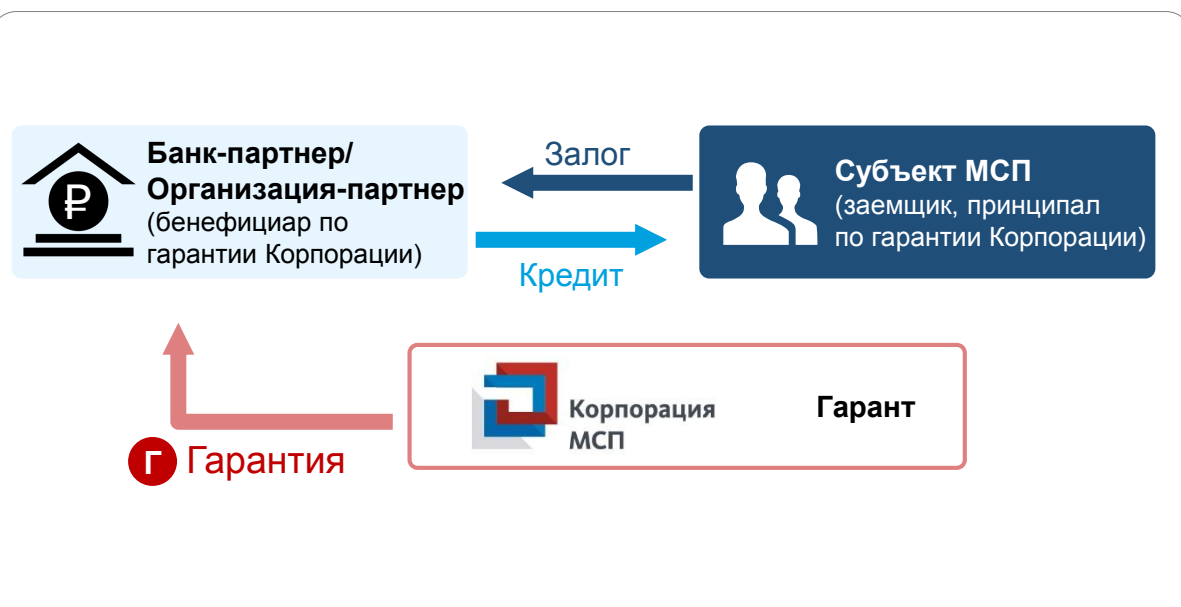 Банк-партнер/
Организация-партнер
(бенефициар по
гарантии Корпорации)
₽
Залог
Кредит
Субъект МСП
(заемщик, принципал
по гарантии Корпорации)
Корпорация
МСП
Гарант
Г Гарантия